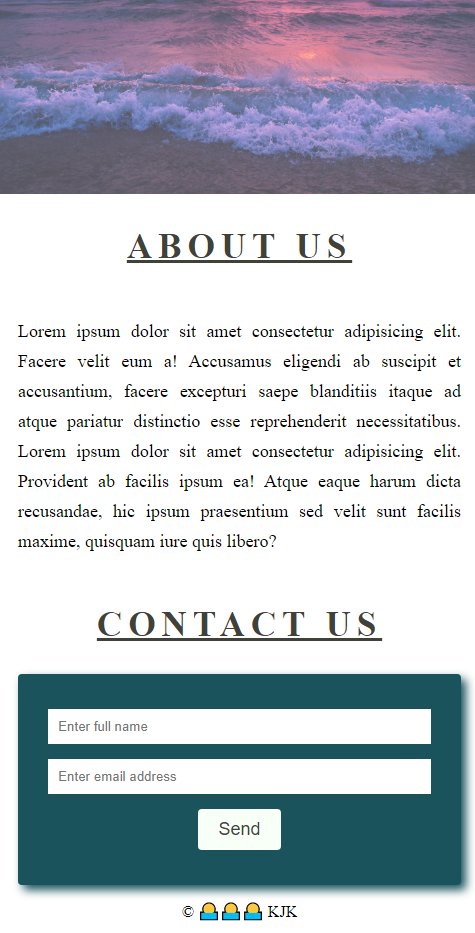 ABOUT US
Lorem ipsum dolor sit amet consectetur adipisicing elit.
Facere velit eum a! Accusamus eligendi ab suscipit et
accusantium, facere excepturi saepe blanditiis itaque ad
atque pariatur distinctio esse reprehenderit necessitatibus.
Lorem ipsum dolor sit amet consectetur adipisicing elit.
Provident ab facilis ipsum ea! Atque eaque harum dicta
recusandae, hic ipsum praesentium sed velit sunt facilis
maxime, quisquam iure quis libero?
CONTACT US
Enter full name
Enter email address
Send
© KJK